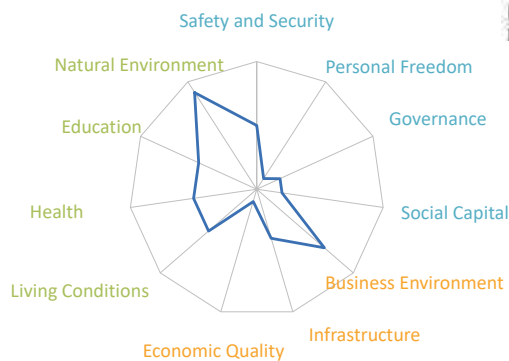 Safety and Security
Natural Environment
Personal Freedom
Education
Governance
Health
Social Capital
Living Conditions
Business Environment
Infrastructure
Economic Quality